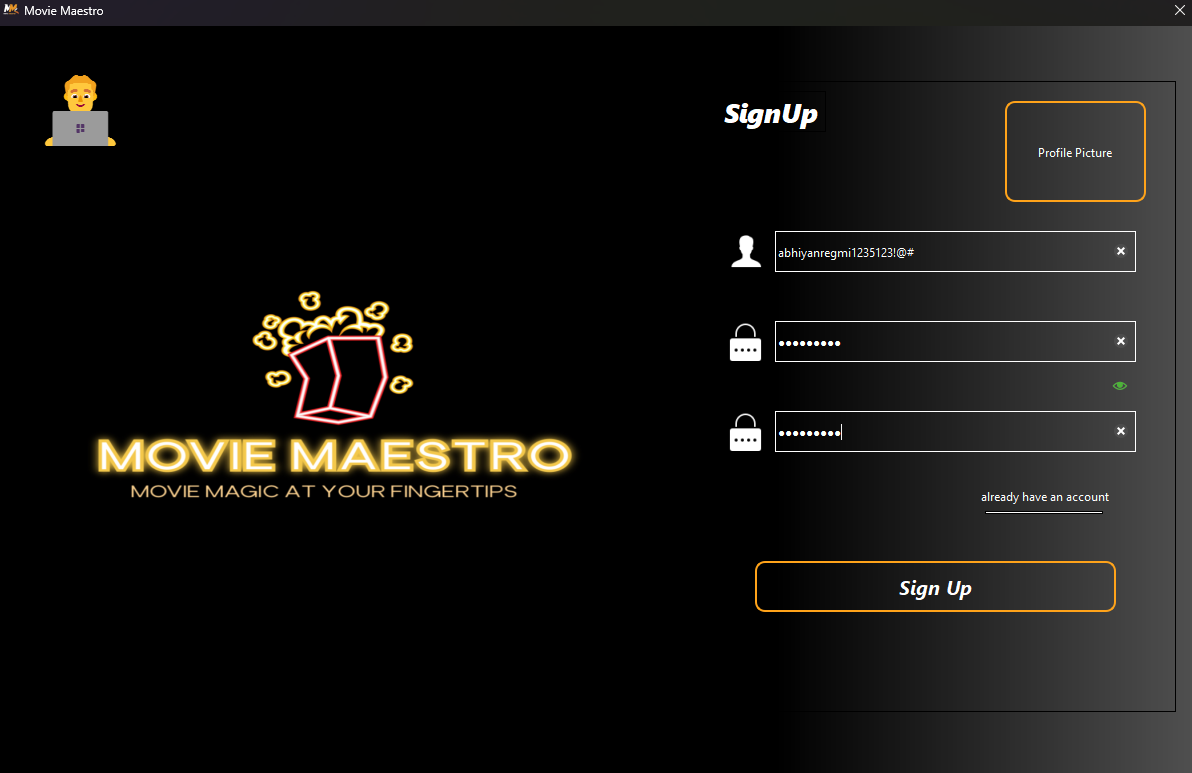 Movie Maestro
SignUp
Profile Picture
abhiyanregmi1235123!@#
•••••••••
•••••••••
already have an account
Sign Up
MOVIE MAESTRO
MOVIE MAGIC AT YOUR FINGERTIPS